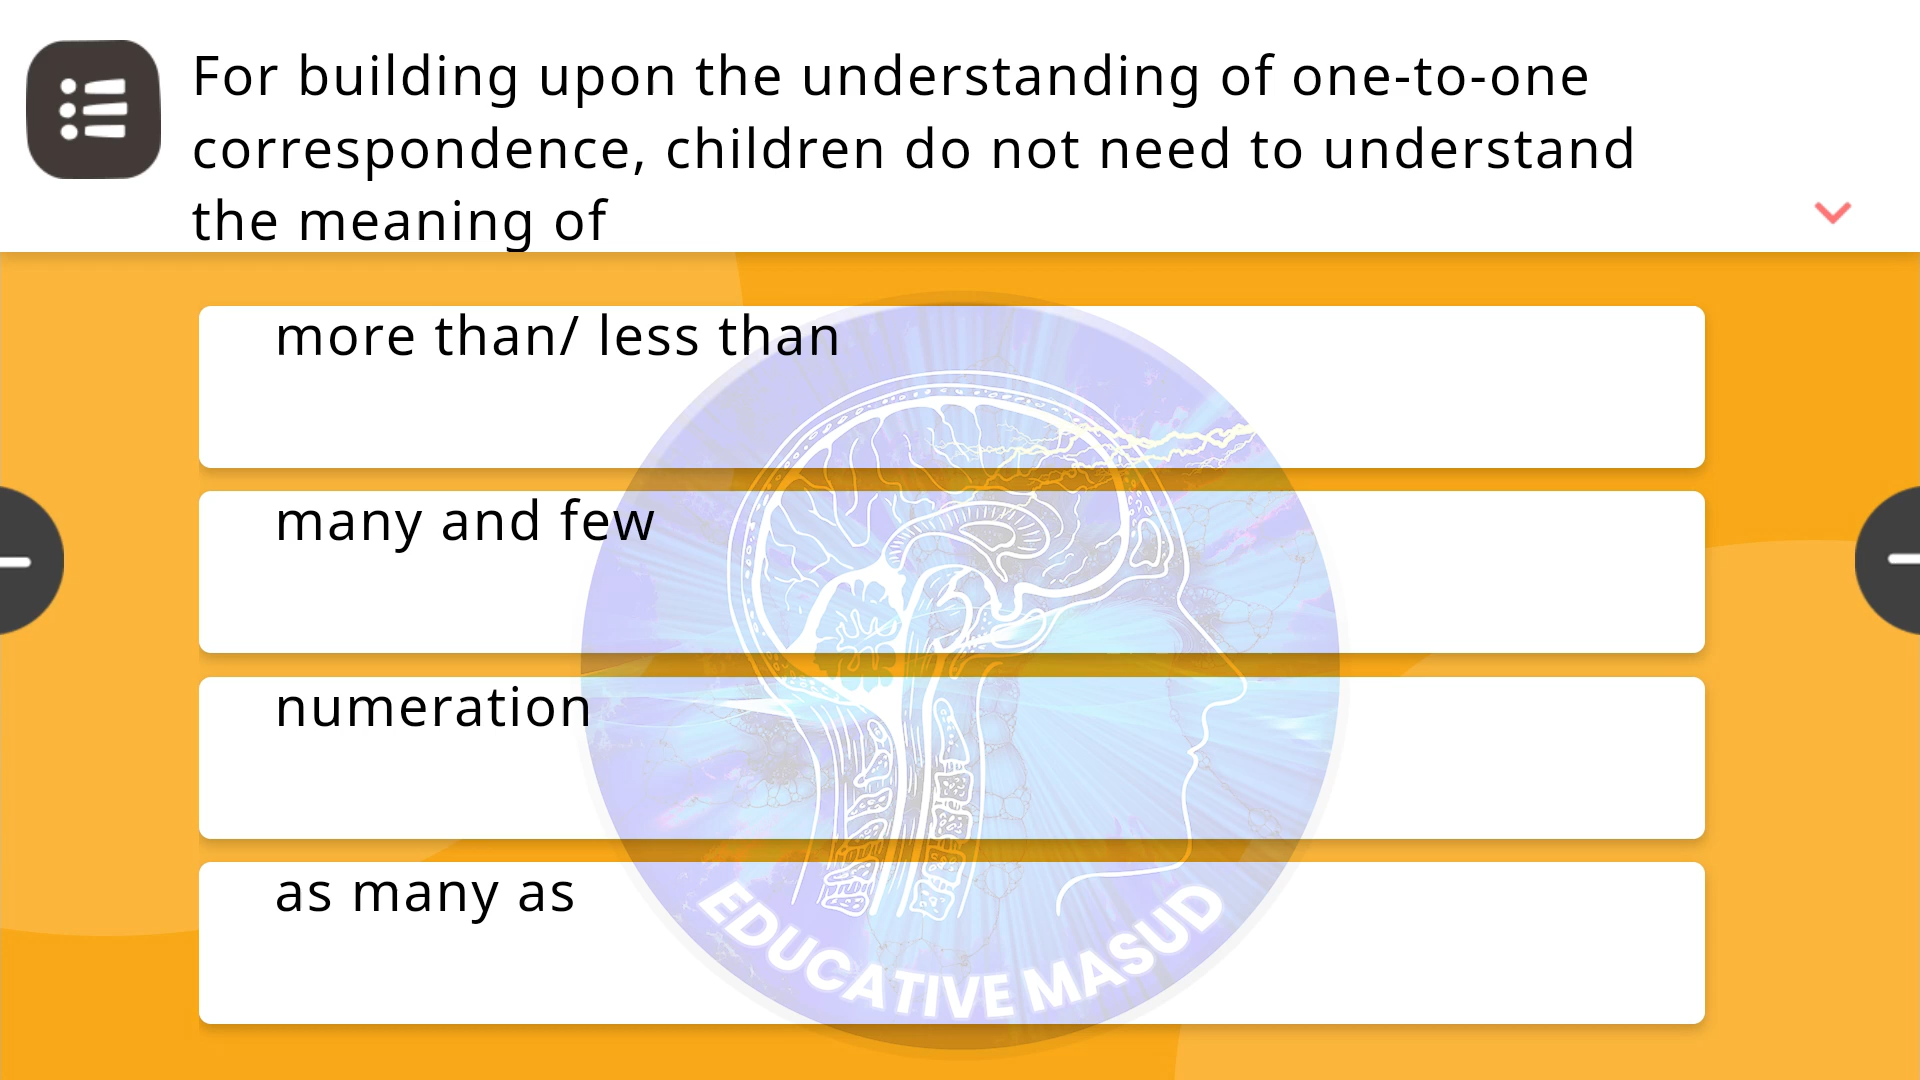 For building upon the understanding of one-to-one
correspondence, children do not need to understand
the meaning of
more than/ less than
many and few
numeration
as many as
EDUCATIVE MASUD